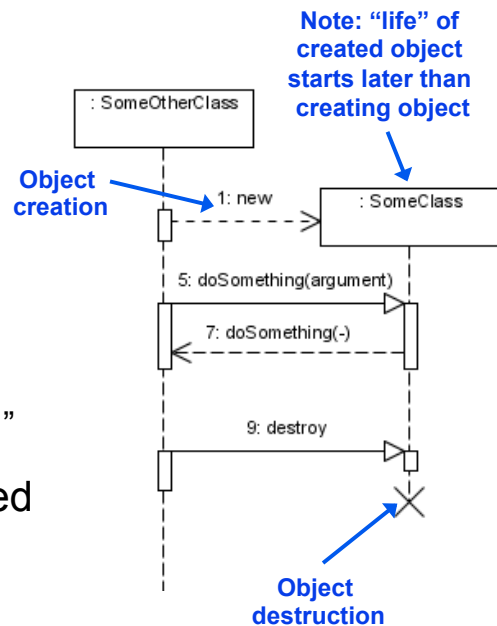 Note: “life” of
created object
starts later than
creating object
: SomeOtherClass
Object
creation
1: new
: SomeClass
5: doSomething(argument)
7: doSomething(-)
”
9: destroy
ed
Object
destruction